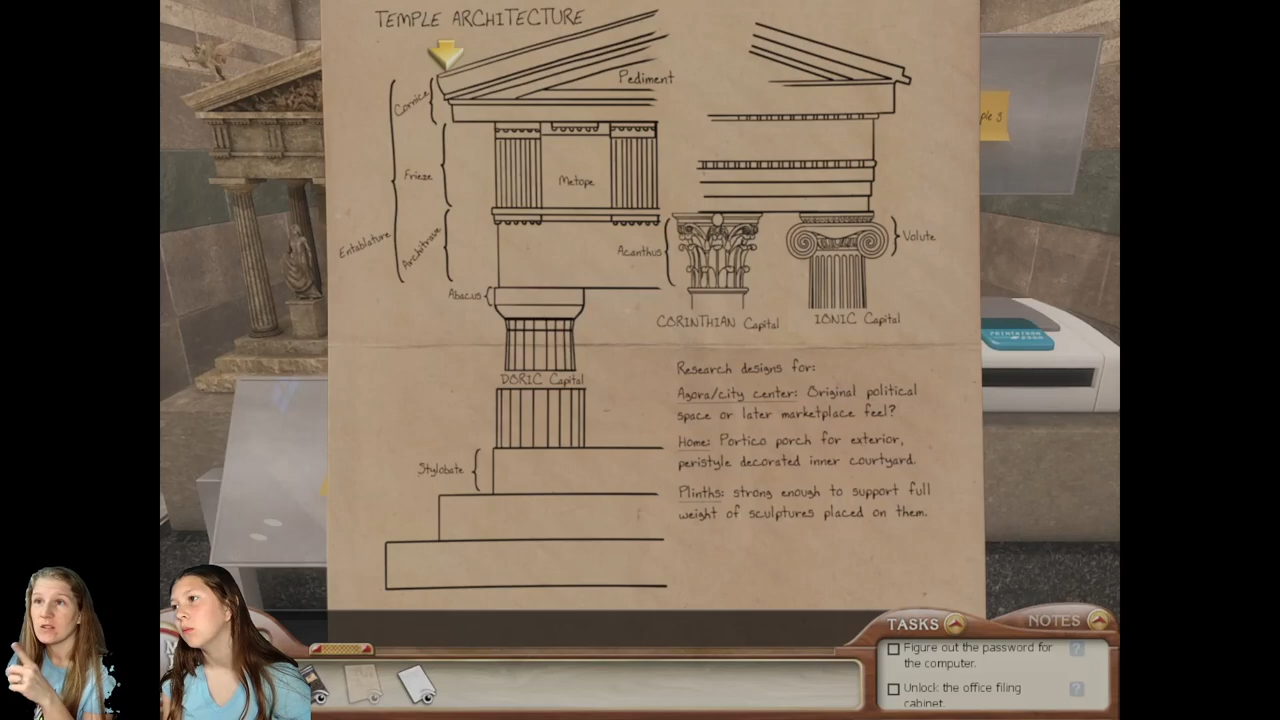 TEMPLE ARCHITECTURE
Pediment
Cornice
Frieze
Metope
Entablature
Architrave
Abacus
Acanthus
Volute
CORINTHIAN Capital
IONIC Capital
DORIC Capital
Stylobate
Research designs for:
Agora/city center: Original political
space or later marketplace feel?
Home: Portico porch for exterior,
peristyle decorated inner courtyard.
Plinths: strong enough to support full
weight of sculptures placed on them.
TASKS
NOTES
Figure out the password for
the computer.
?
Unlock the office filing
cabinet.
?